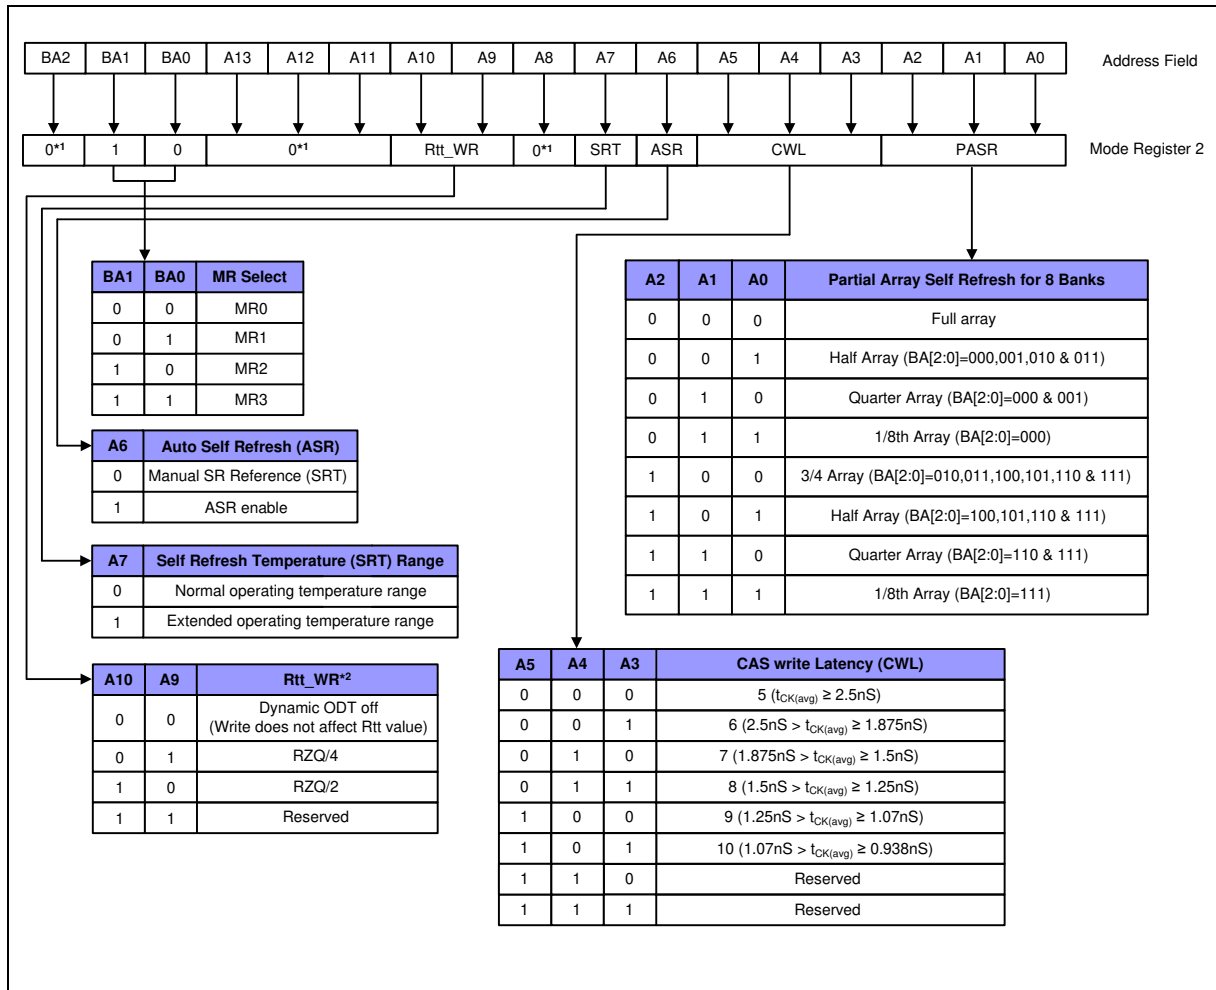 BA2 BA1 BA0 A13 A12 A11 A10 A9 A8 A7 A6 A5 A4 A3 A2 A1 A0 Address Field
0*1 1 0 0*1 Rtt_WR 0*1 SRT ASR CWL PASR Mode Register 2
BA1 BA0 MR Select
0 0 MR0
0 1 MR1
1 0 MR2
1 1 MR3
A6 Auto Self Refresh (ASR)
0 Manual SR Reference (SRT)
1 ASR enable
A7 Self Refresh Temperature (SRT) Range
0 Normal operating temperature range
1 Extended operating temperature range
A10 A9 Rtt_WR*2
0 0 Dynamic ODT off
(Write does not affect Rtt value)
0 1 RZQ/4
1 0 RZQ/2
1 1 Reserved
A2 A1 A0 Partial Array Self Refresh for 8 Banks
0 0 0 Full array
0 0 1 Half Array (BA[2:0]=000,001,010 & 011)
0 1 0 Quarter Array (BA[2:0]=000 & 001)
0 1 1 1/8th Array (BA[2:0]=000)
1 0 0 3/4 Array (BA[2:0]=010,011,100,101,110 & 111)
1 0 1 Half Array (BA[2:0]=100,101,110 & 111)
1 1 0 Quarter Array (BA[2:0]=110 & 111)
1 1 1 1/8th Array (BA[2:0]=111)
A5 A4 A3 CAS write Latency (CWL)
0 0 0 5 (tCK(avg) ≥ 2.5nS)
0 0 1 6 (2.5nS > tCK(avg) ≥ 1.875nS)
0 1 0 7 (1.875nS > tCK(avg) ≥ 1.5nS)
0 1 1 8 (1.5nS > tCK(avg) ≥ 1.25nS)
1 0 0 9 (1.25nS > tCK(avg) ≥ 1.07nS)
1 0 1 10 (1.07nS > tCK(avg) ≥ 0.938nS)
1 1 0 Reserved
1 1 1 Reserved